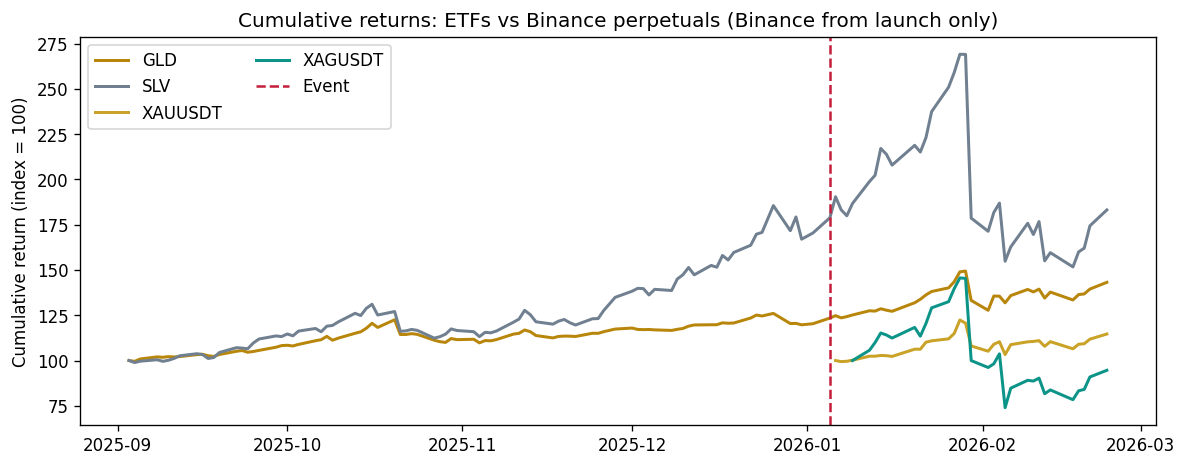 Cumulative returns: ETFs vs Binance perpetuals (Binance from launch only)
Cumulative return (index = 100)
275
250
225
200
175
150
125
100
75
GLD
SLV
XAUUSDT
XAGUSDT
Event
2025-09 2025-10 2025-11 2025-12 2026-01 2026-02 2026-03